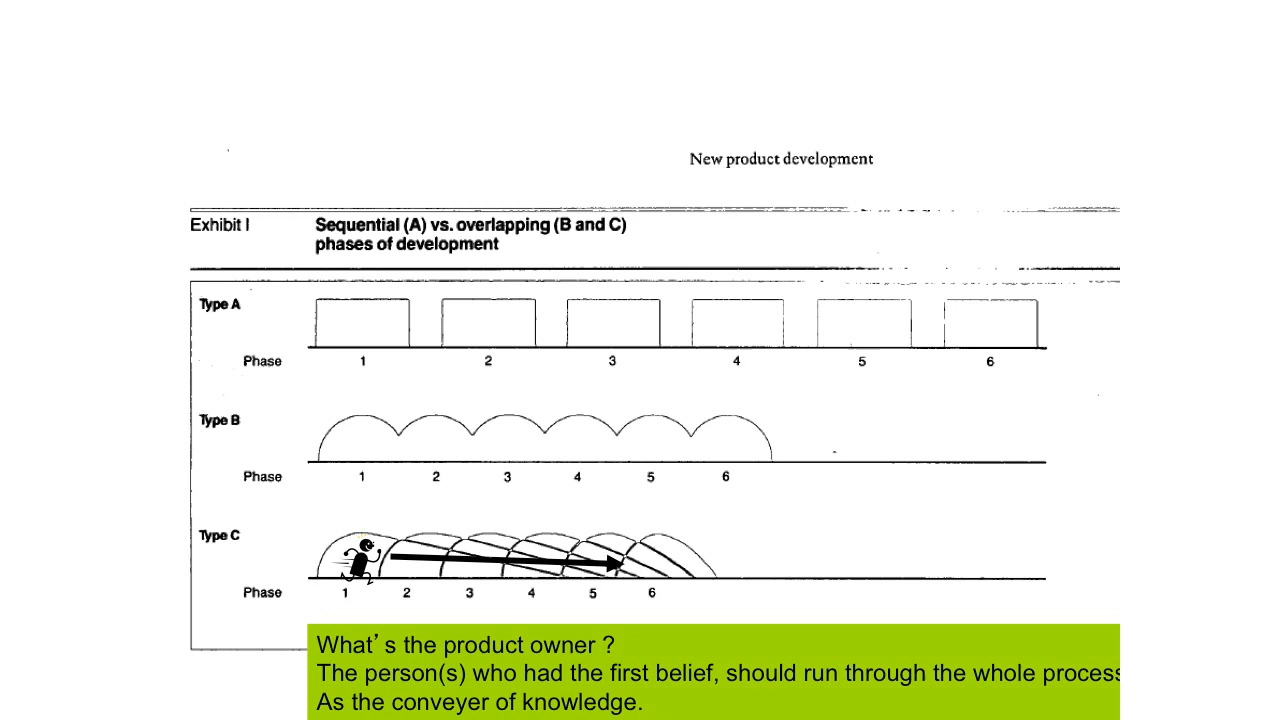 New product development
Exhibit I
Sequential (A) vs. overlapping (B and C)
phases of development
Type A
Phase 1 2 3 4 5 6
Type B
Phase 1 2 3 4 5 6
Type C
Phase 1 2 3 4 5 6
What’s the product owner ?
The person(s) who had the first belief, should run through the whole process
As the conveyer of knowledge.